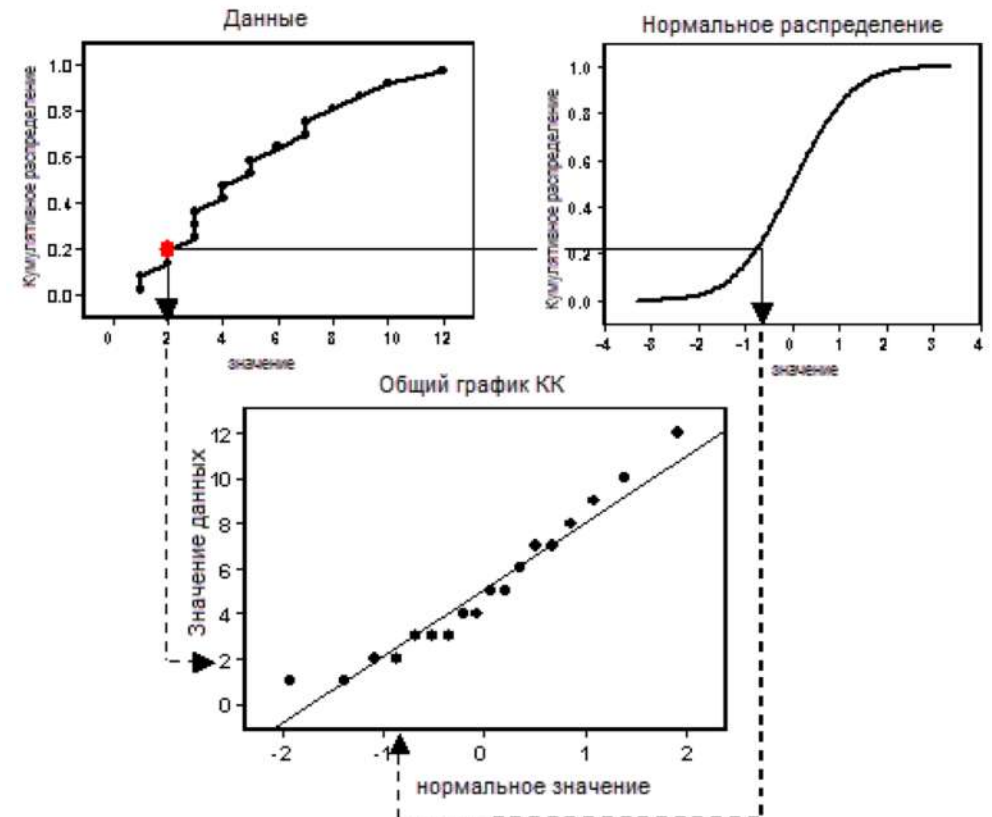 Данные
Кумулятивное распределение
1.0
0.8
0.6
0.4
0.2
0.0
0 2 4 6 8 10 12
значение
Нормальное распределение
Кумулятивное распределение
1.0
0.8
0.6
0.4
0.2
0.0
-4 -3 -2 -1 0 1 2 3 4
значение
Общий график КК
Значение данных
12
10
8
6
4
2
0
-2 -1 0 1 2
нормальное значение